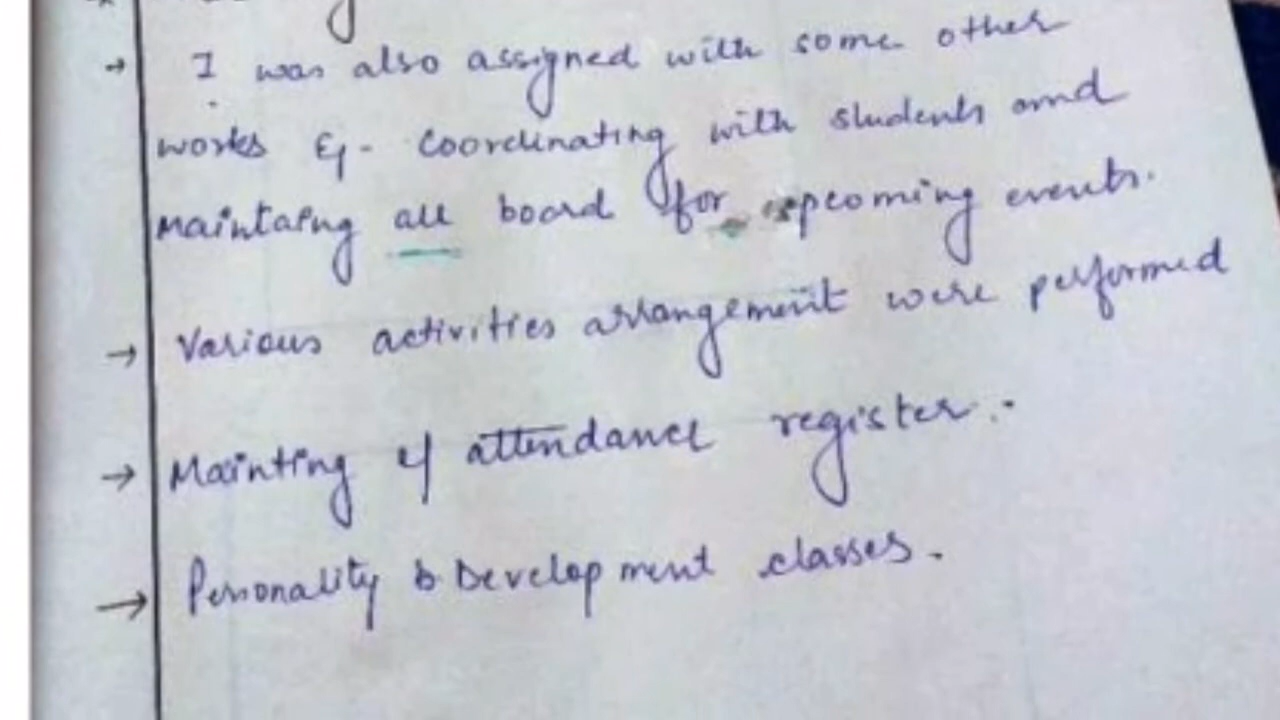 → I was also assigned with some other
works Eg - Coordinating with students and
Maintaing all board for upcoming events.
→ Various activities arrangement were performed
→ Mainting of attendance register.
→ Personality & Development classes.